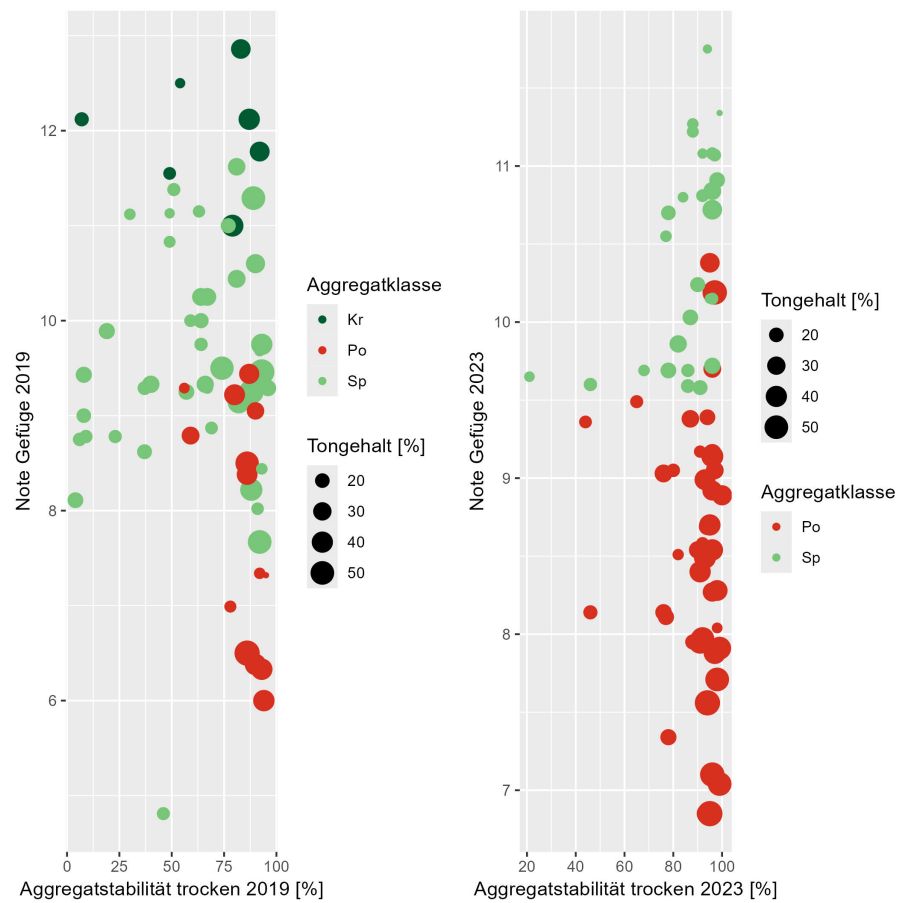 12
10
8
6
Note Gefüge 2019
0
25
50
75
100
Aggregatstabilität trocken 2019 [%]
Aggregatklasse
Kr
Po
Sp
Tongehalt [%]
20
30
40
50
11
10
9
8
7
Note Gefüge 2023
20
40
60
80
100
Aggregatstabilität trocken 2023 [%]
Tongehalt [%]
20
30
40
50
Aggregatklasse
Po
Sp